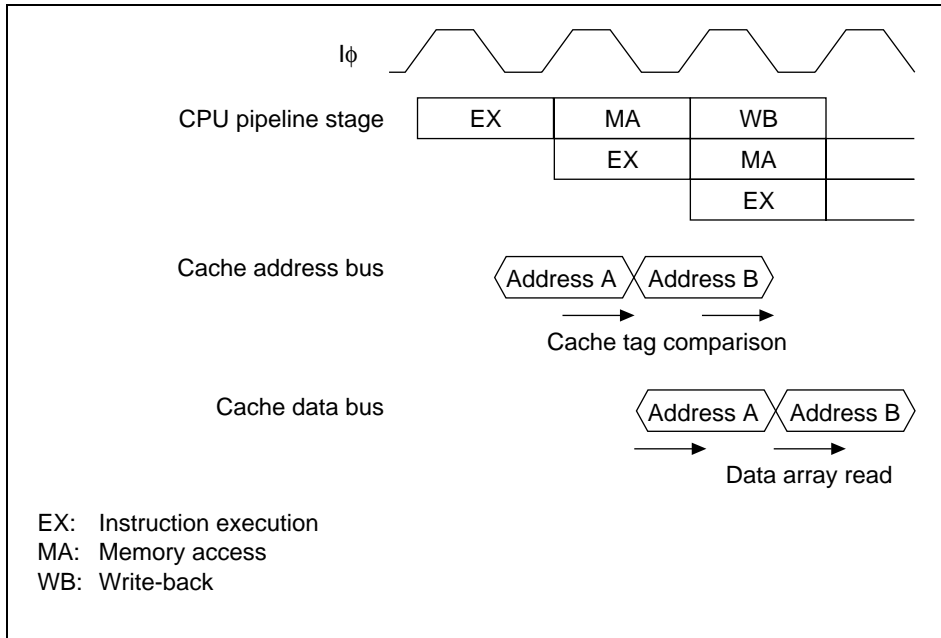 Iϕ
CPU pipeline stage EX MA WB
EX MA
EX
Cache address bus Address A Address B
Cache tag comparison
Cache data bus Address A Address B
Data array read
EX: Instruction execution
MA: Memory access
WB: Write-back